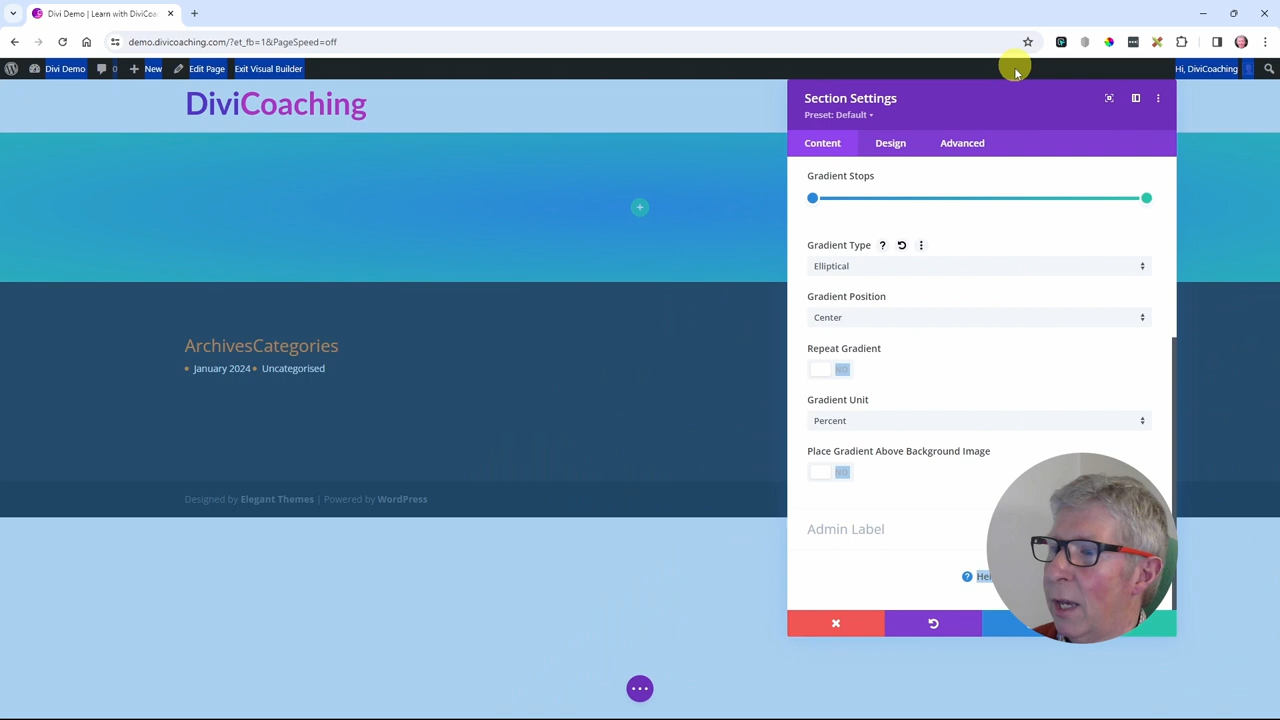 Divi Demo | Learn with DiviCoa
demo.divicoaching.com/?et_fb=1&PageSpeed=off
Divi Demo 0 New Edit Page Exit Visual Builder Hi, DiviCoaching
DiviCoaching
Section Settings
Preset: Default
Content Design Advanced
Gradient Stops
Gradient Type
Elliptical
Gradient Position
Center
Repeat Gradient
NO
Gradient Unit
Percent
Place Gradient Above Background Image
NO
Admin Label
ArchivesCategories
January 2024 Uncategorised
Designed by Elegant Themes | Powered by WordPress